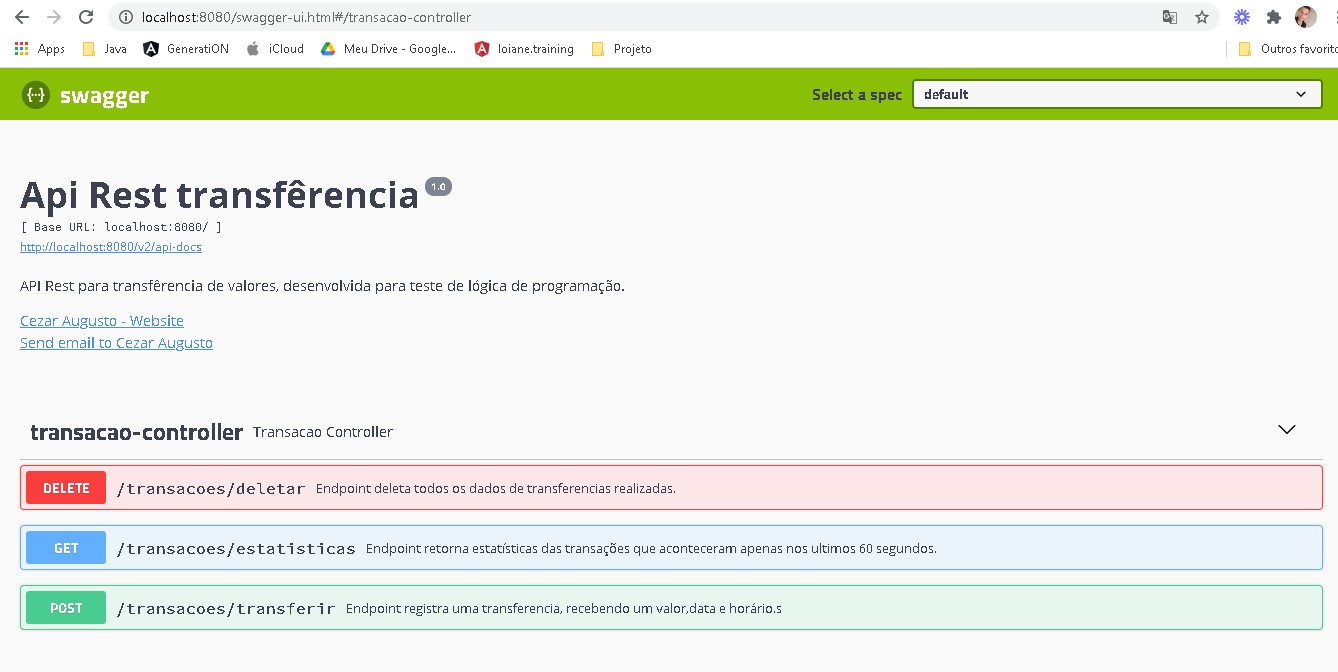 localhost:8080/swagger-ui.html#/transacao-controller
Apps Java GeneratiON iCloud Meu Drive - Google... loiane.training Projeto Outros favorito
swagger Select a spec default
Api Rest transfêrencia 1.0
[ Base URL: localhost:8080/ ]
http://localhost:8080/v2/api-docs
API Rest para transfêrencia de valores, desenvolvida para teste de lógica de programação.
Cezar Augusto - Website
Send email to Cezar Augusto
transacao-controller Transacao Controller
DELETE /transacoes/deletar Endpoint deleta todos os dados de transferencias realizadas.
GET /transacoes/estatisticas Endpoint retorna estatísticas das transações que aconteceram apenas nos ultimos 60 segundos.
POST /transacoes/transferir Endpoint registra uma transferencia, recebendo um valor,data e horário.s